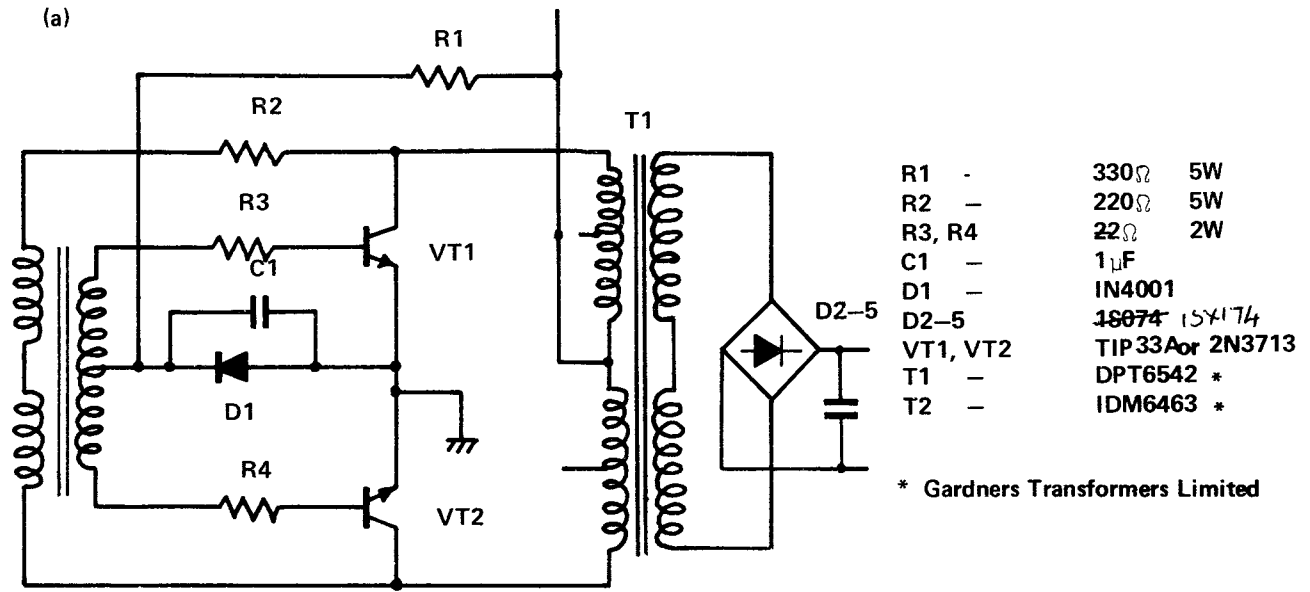 (a)
R1
R2
T1
R3
C1
VT1
D1
R4
VT2
D2–5
R1 - 330Ω 5W
R2 – 220Ω 5W
R3, R4 22Ω 2W
C1 – 1μF
D1 – IN4001
D2–5 1S074 1SX174
VT1, VT2 TIP33A or 2N3713
T1 – DPT6542 *
T2 – IDM6463 *
* Gardners Transformers Limited